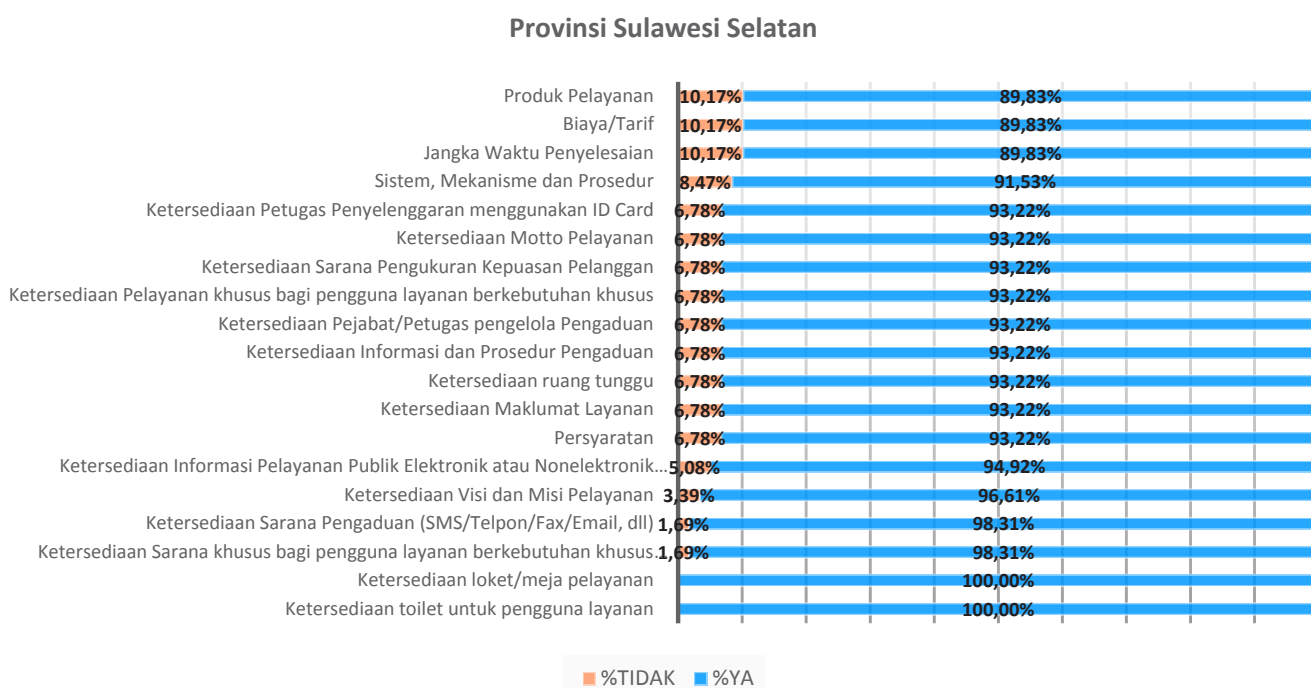 Provinsi Sulawesi Selatan
Produk Pelayanan 10,17% 89,83%
Biaya/Tarif 10,17% 89,83%
Jangka Waktu Penyelesaian 10,17% 89,83%
Sistem, Mekanisme dan Prosedur 8,47% 91,53%
Ketersediaan Petugas Penyelenggaran menggunakan ID Card 6,78% 93,22%
Ketersediaan Motto Pelayanan 6,78% 93,22%
Ketersediaan Sarana Pengukuran Kepuasan Pelanggan 6,78% 93,22%
Ketersediaan Pelayanan khusus bagi pengguna layanan berkebutuhan khusus 6,78% 93,22%
Ketersediaan Pejabat/Petugas pengelola Pengaduan 6,78% 93,22%
Ketersediaan Informasi dan Prosedur Pengaduan 6,78% 93,22%
Ketersediaan ruang tunggu 6,78% 93,22%
Ketersediaan Maklumat Layanan 6,78% 93,22%
Persyaratan 6,78% 93,22%
Ketersediaan Informasi Pelayanan Publik Elektronik atau Nonelektronik… 5,08% 94,92%
Ketersediaan Visi dan Misi Pelayanan 3,39% 96,61%
Ketersediaan Sarana Pengaduan (SMS/Telpon/Fax/Email, dll) 1,69% 98,31%
Ketersediaan Sarana khusus bagi pengguna layanan berkebutuhan khusus… 1,69% 98,31%
Ketersediaan loket/meja pelayanan 100,00%
Ketersediaan toilet untuk pengguna layanan 100,00%
%TIDAK %YA